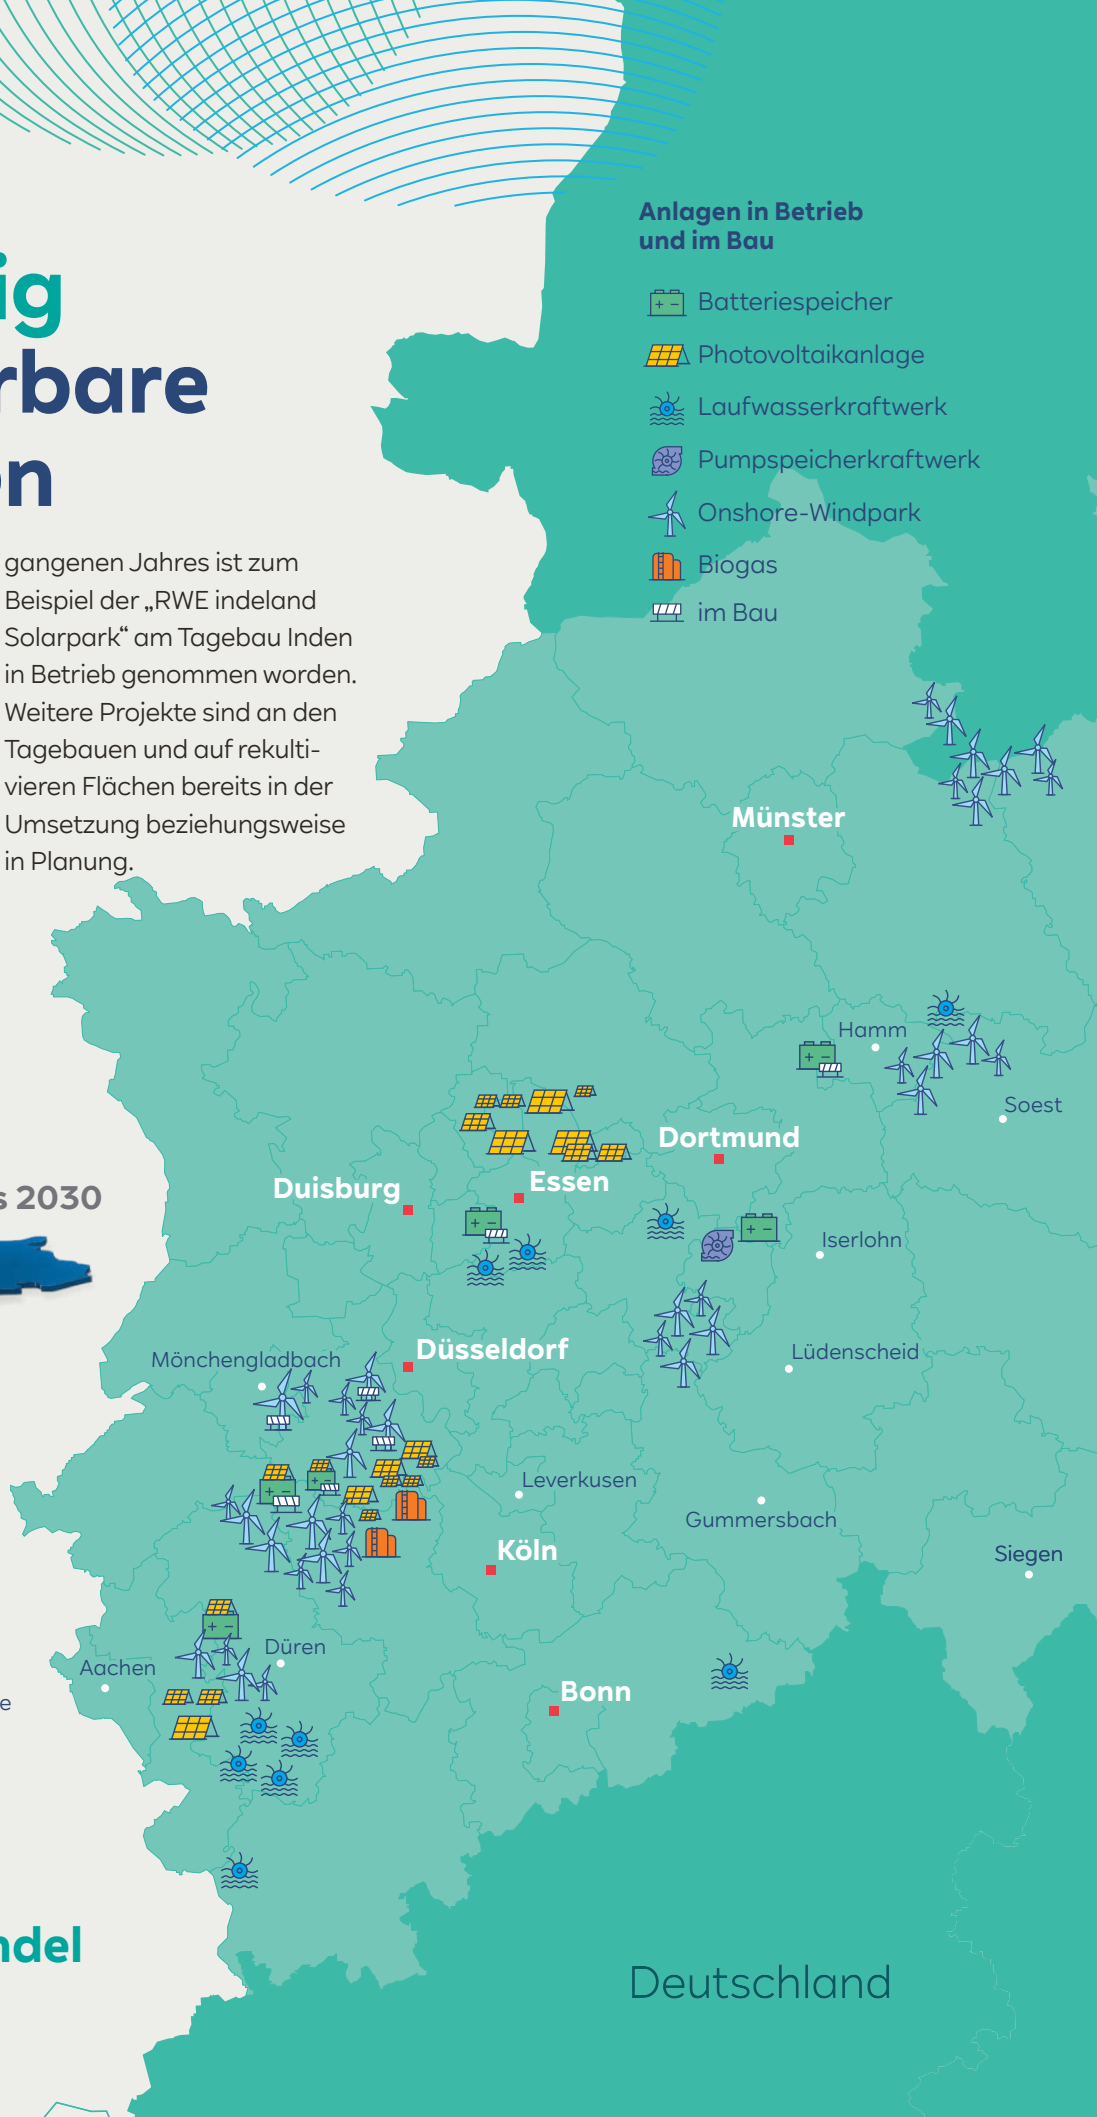 ig
rbare
n
gangenen Jahres ist zum
Beispiel der „RWE indeland
Solarpark“ am Tagebau Inden
in Betrieb genommen worden.
Weitere Projekte sind an den
Tagebauen und auf rekulti-
vieren Flächen bereits in der
Umsetzung beziehungsweise
in Planung.
Anlagen in Betrieb
und im Bau
Batteriespeicher
Photovoltaikanlage
Laufwasserkraftwerk
Pumpspeicherkraftwerk
Onshore-Windpark
Biogas
im Bau
Münster
Hamm
Soest
Dortmund
Essen
Duisburg
s 2030
Iserlohn
Düsseldorf
Lüdenscheid
Mönchengladbach
Leverkusen
Gummersbach
Köln
Siegen
Düren
Aachen
Bonn
e
ndel
Deutschland